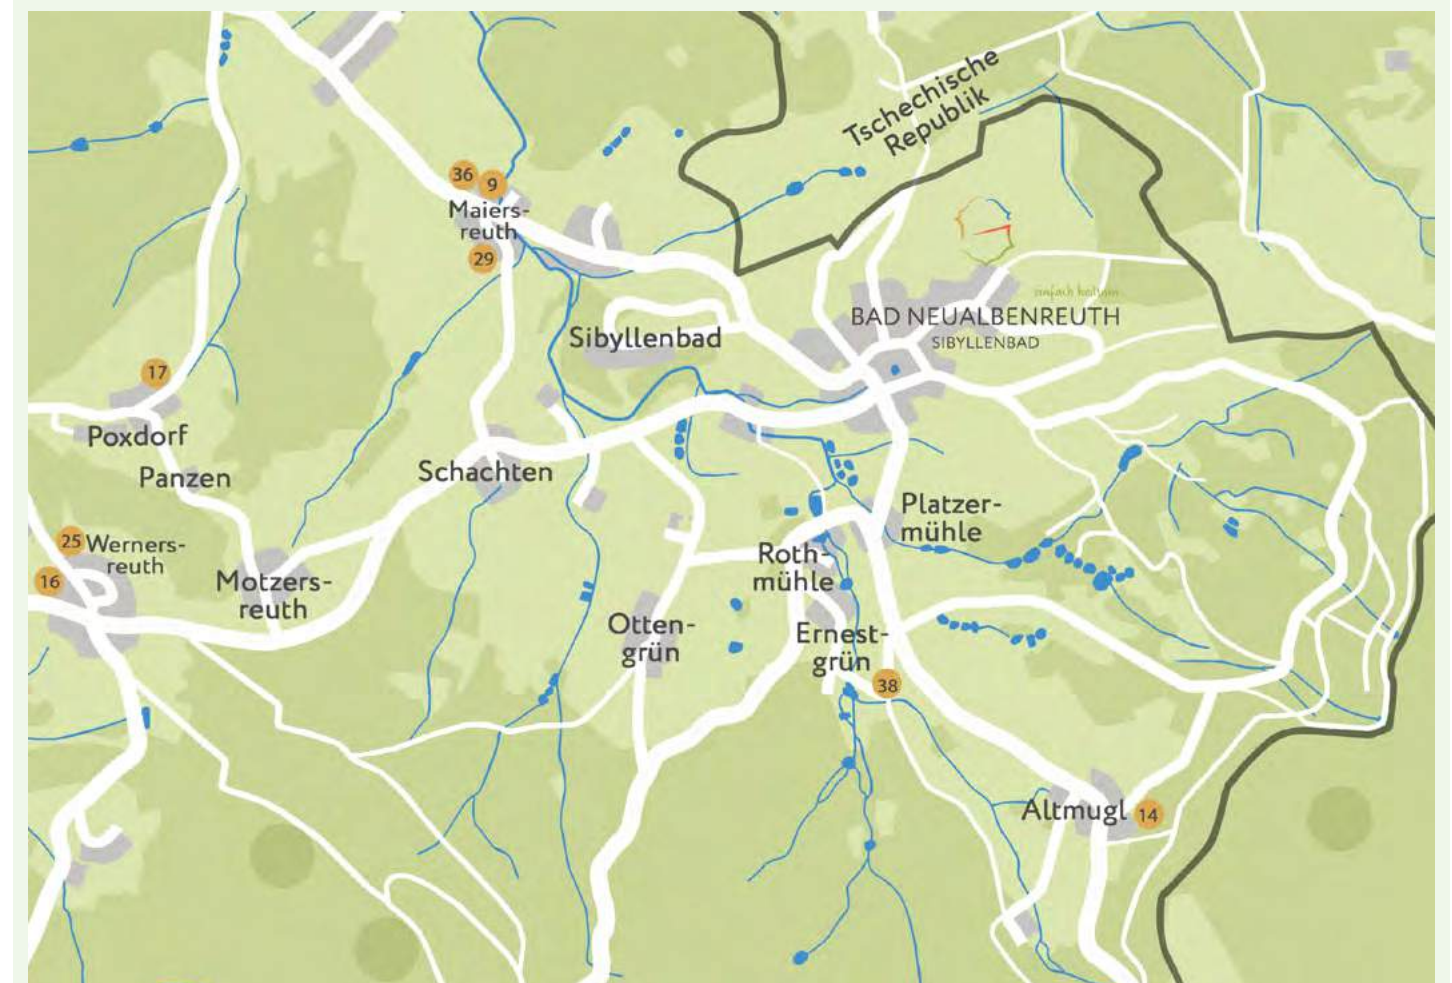 Tschechische
Republik
36
9
Maiers-
reuth
29
einfach heilsam
BAD NEUALBENREUTH
SIBYLLENBAD
Sibyllenbad
17
Poxdorf
Panzen
Schachten
Platzer-
mühle
25
Werners-
reuth
16
Motzers-
reuth
Roth-
mühle
Otten-
grün
Ernest-
grün
38
Altmugl
14